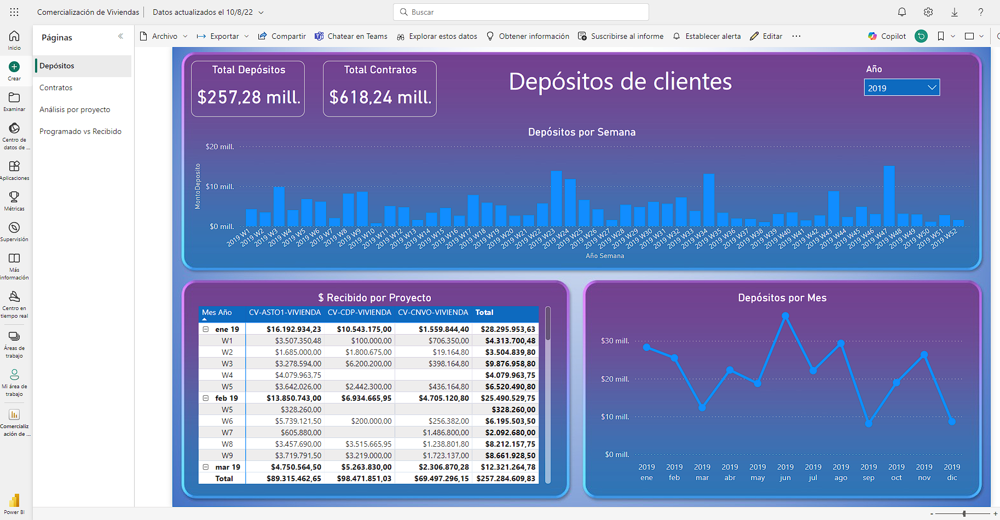 Comercialización de Viviendas
Datos actualizados el 10/8/22
Buscar
?
Inicio
Crear
Examinar
Centro de
datos de ...
Aplicaciones
Métricas
Supervisión
Más
información
Centro en
tiempo real
Áreas de
trabajo
Mi área de
trabajo
Comercializ
ación de ...
Power BI
Páginas
Depósitos
Contratos
Análisis por proyecto
Programado vs Recibido
Archivo
Exportar
Compartir
Chatear en Teams
Explorar estos datos
Obtener información
Suscribirse al informe
Establecer alerta
Editar
...
Copilot
Total Depósitos
$257,28 mill.
Total Contratos
$618,24 mill.
Depósitos de clientes
Año
2019
Depósitos por Semana
MontoDeposito
$20 mill.
$10 mill.
$0 mill.
2019 W1 2019 W2 2019 W3 2019 W4 2019 W5 2019 W6 2019 W7 2019 W8 2019 W9 2019 W10 2019 W11 2019 W12 2019 W13 2019 W14 2019 W15 2019 W16 2019 W17 2019 W18 2019 W19 2019 W20 2019 W21 2019 W22 2019 W23 2019 W24 2019 W25 2019 W26 2019 W27 2019 W28 2019 W29 2019 W30 2019 W31 2019 W32 2019 W33 2019 W34 2019 W35 2019 W36 2019 W37 2019 W38 2019 W39 2019 W40 2019 W41 2019 W42 2019 W43 2019 W44 2019 W45 2019 W46 2019 W47 2019 W48 2019 W49 2019 W50 2019 W51 2019 W52
Año Semana
$ Recibido por Proyecto
Mes Año CV-ASTO1-VIVIENDA CV-CDP-VIVIENDA CV-CNVO-VIVIENDA Total
ene 19 $16.192.934,23 $10.543.175,00 $1.559.844,40 $28.295.953,63
W1 $3.507.350,48 $100.000,00 $706.350,00 $4.313.700,48
W2 $1.685.000,00 $1.800.675,00 $19.164,80 $3.504.839,80
W3 $3.278.594,00 $6.200.200,00 $398.164,80 $9.876.958,80
W4 $4.079.963,75 $4.079.963,75
W5 $3.642.026,00 $2.442.300,00 $436.164,80 $6.520.490,80
feb 19 $13.850.743,00 $6.934.665,95 $4.705.120,80 $25.490.529,75
W5 $328.260,00 $328.260,00
W6 $5.739.121,50 $200.000,00 $256.382,00 $6.195.503,50
W7 $605.880,00 $1.486.800,00 $2.092.680,00
W8 $3.457.690,00 $3.515.665,95 $1.238.801,80 $8.212.157,75
W9 $3.719.791,50 $3.219.000,00 $1.723.137,00 $8.661.928,50
mar 19 $4.750.564,50 $5.263.830,00 $2.306.870,28 $12.321.264,78
Total $89.315.462,65 $98.471.851,03 $69.497.296,15 $257.284.609,83
Depósitos por Mes
$30 mill.
$20 mill.
$10 mill.
$0 mill.
2019 2019 2019 2019 2019 2019 2019 2019 2019 2019 2019 2019
ene feb mar abr may jun jul ago sep oct nov dic
- +